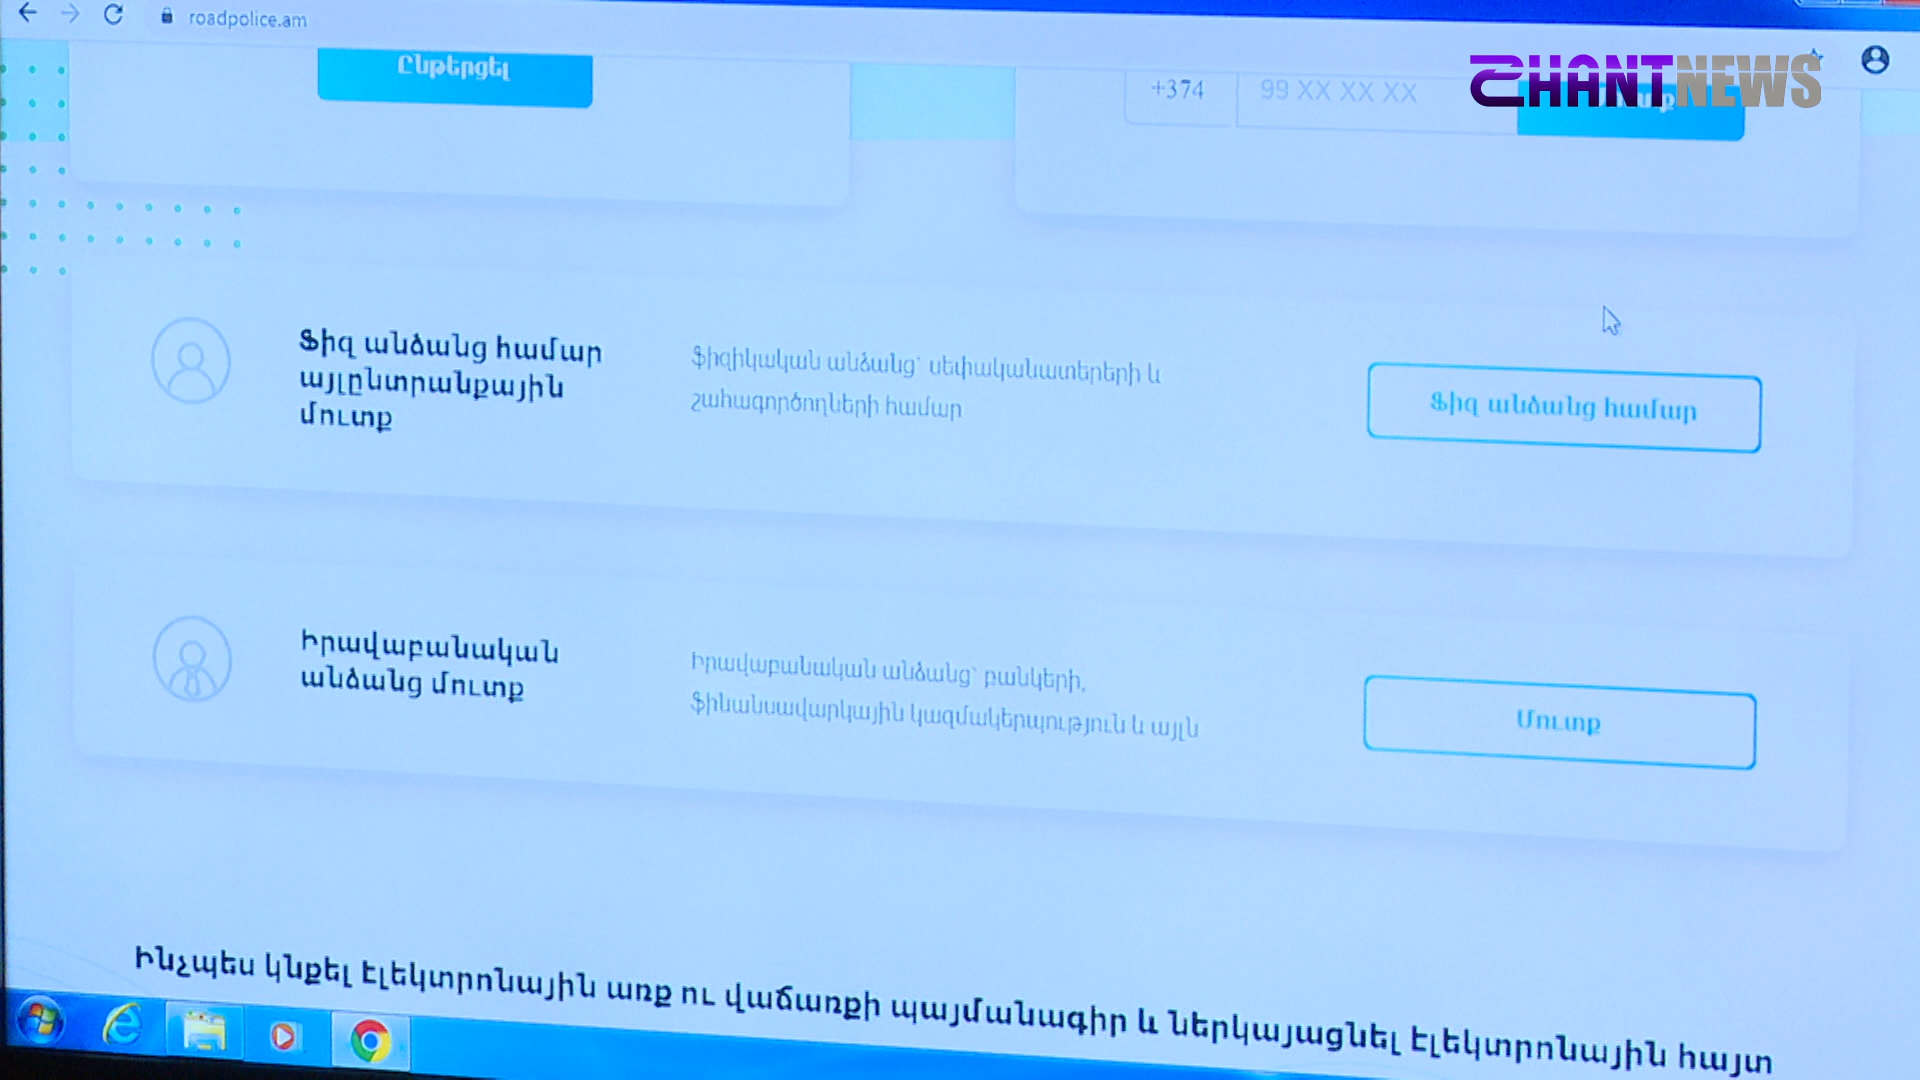 roadpolice.am
SHANTNEWS
Ընթերցել
+374
99 XX XX XX
Ֆիզ անձանց համար
այլընտրանքային
մուտք
Ֆիզիկական անձանց՝ սեփականատերերի և
շահագործողների համար
Ֆիզ անձանց համար
Իրավաբանական
անձանց մուտք
Իրավաբանական անձանց՝ բանկերի,
ֆինանսավարկային կազմակերպություն և այլն
Մուտք
Ինչպես կնքել էլեկտրոնային առք ու վաճառքի պայմանագիր և ներկայացնել էլեկտրոնային հայտ